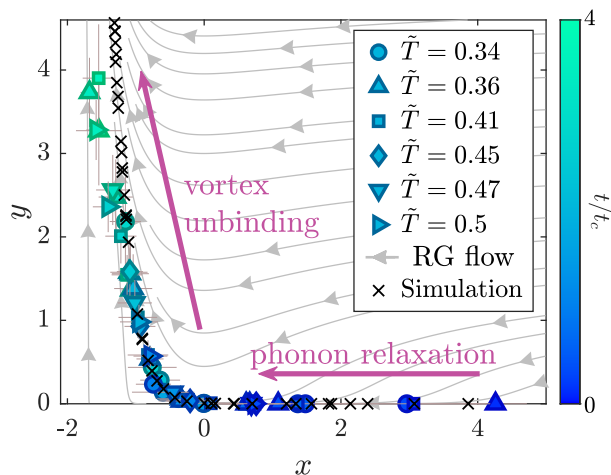 4
3
2
1
0
y
-2
0
2
4
x
vortex
unbinding
phonon relaxation
T̃ = 0.34
T̃ = 0.36
T̃ = 0.41
T̃ = 0.45
T̃ = 0.47
T̃ = 0.5
RG flow
Simulation
4
t/t_c
0